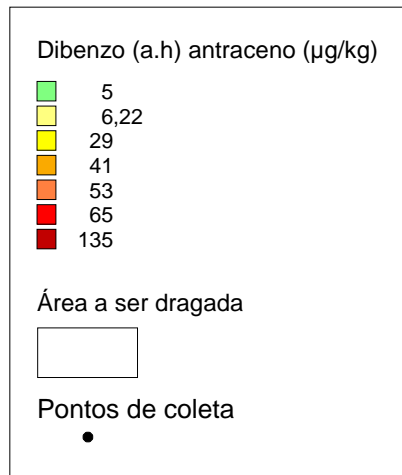 Dibenzo (a.h) antraceno (µg/kg)
5
6,22
29
41
53
65
135
Área a ser dragada
Pontos de coleta